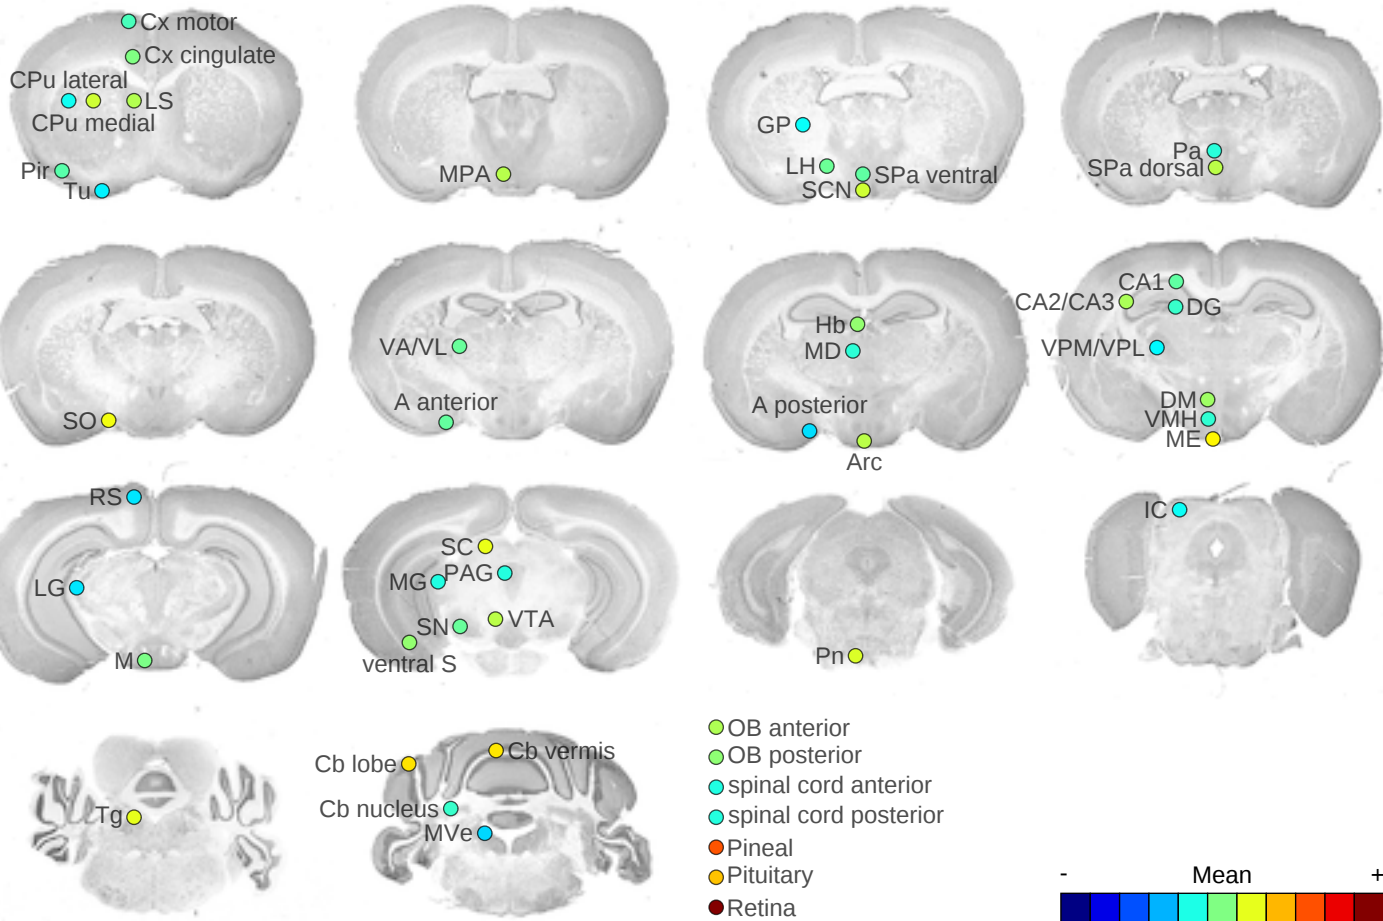 Cx motor
Cx cingulate
CPu lateral
LS
CPu medial
Pir
Tu
MPA
GP
LH
SPa ventral
SCN
Pa
SPa dorsal
SO
VA/VL
A anterior
Hb
MD
A posterior
Arc
CA1
CA2/CA3
DG
VPM/VPL
DM
VMH
ME
RS
LG
M
SC
MG PAG
SN VTA
ventral S
Pn
IC
Tg
Cb lobe
Cb vermis
Cb nucleus
MVe
OB anterior
OB posterior
spinal cord anterior
spinal cord posterior
Pineal
Pituitary
Retina
- Mean +